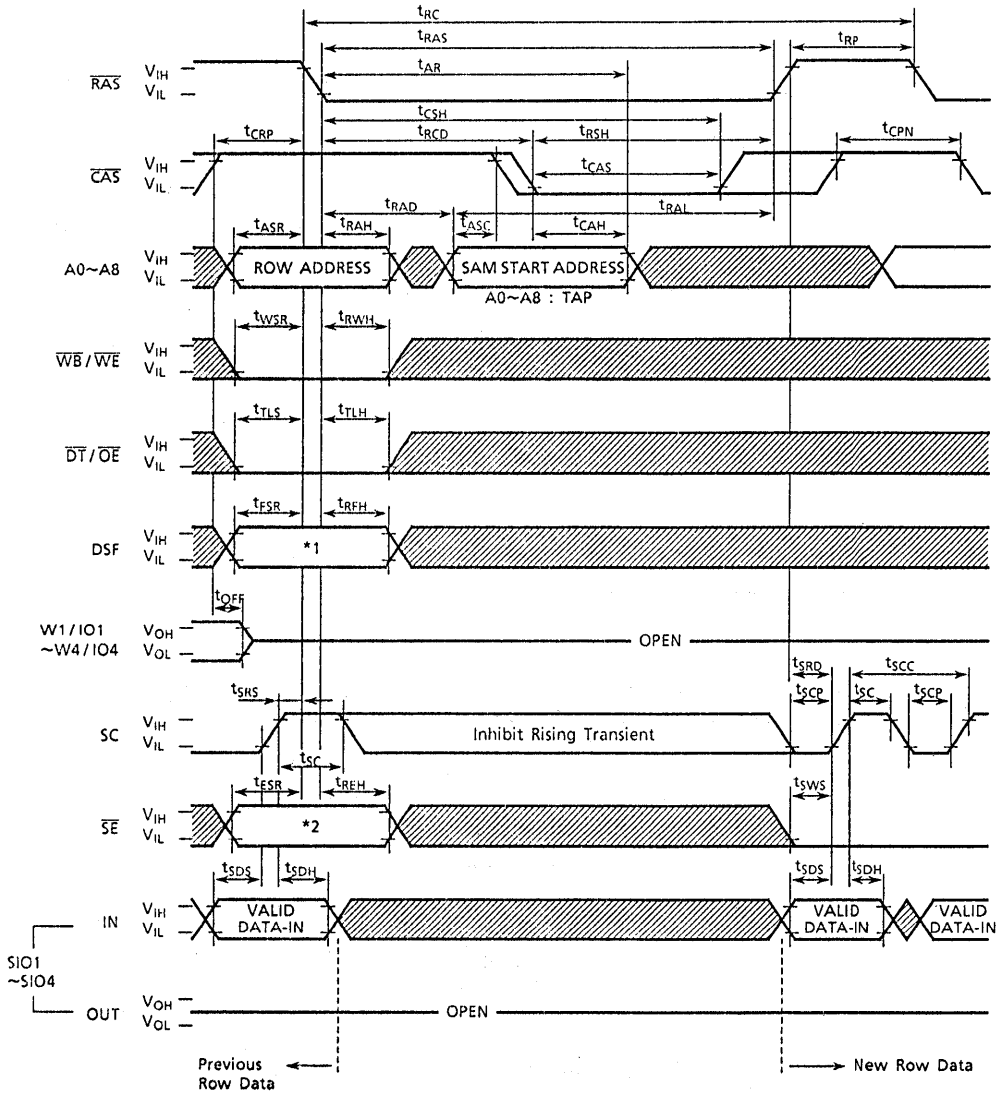 tRC
tRAS
tRP
tAR
RAS
VIH
VIL
tCSH
tCRP
tRCD
tRSH
tCPN
CAS
VIH
VIL
tCAS
tRAD
tRAL
tASR
tRAH
tASC
tCAH
A0~A8
VIH
VIL
ROW ADDRESS
SAM START ADDRESS
A0~A8 : TAP
tWSR
tRWH
WB/WE
VIH
VIL
tTLS
tTLH
DT/OE
VIH
VIL
tFSR
tRFH
DSF
VIH
VIL
*1
tOFF
W1/IO1
~W4/IO4
VOH
VOL
OPEN
tSRD
tSCC
tSRS
tSCP
tSC
tSCP
SC
VIH
VIL
Inhibit Rising Transient
tSC
tESR
tREH
tSWS
SE
VIH
VIL
*2
tSDS
tSDH
tSDS
tSDH
IN
VIH
VIL
VALID
DATA-IN
VALID
DATA-IN
VALID
DATA-IN
SIO1
~SIO4
OUT
VOH
VOL
OPEN
Previous
Row Data
New Row Data